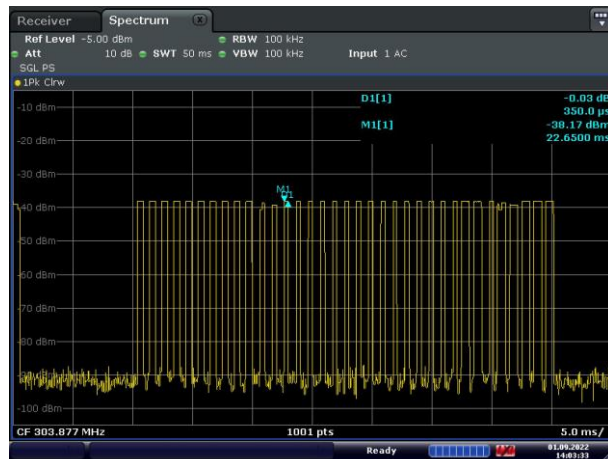 Receiver Spectrum
Ref Level -5.00 dBm RBW 100 kHz
Att 10 dB SWT 50 ms VBW 100 kHz Input 1 AC
SGL PS
1Pk Clrw
D1[1] -0.03 dB
350.0 µs
M1[1] -38.17 dBm
22.6500 ms
-10 dBm
-20 dBm
-30 dBm
M1
D1
-40 dBm
-50 dBm
-60 dBm
-70 dBm
-80 dBm
-90 dBm
-100 dBm
CF 303.877 MHz 1001 pts 5.0 ms/
Ready 01.09.2022
14:03:33